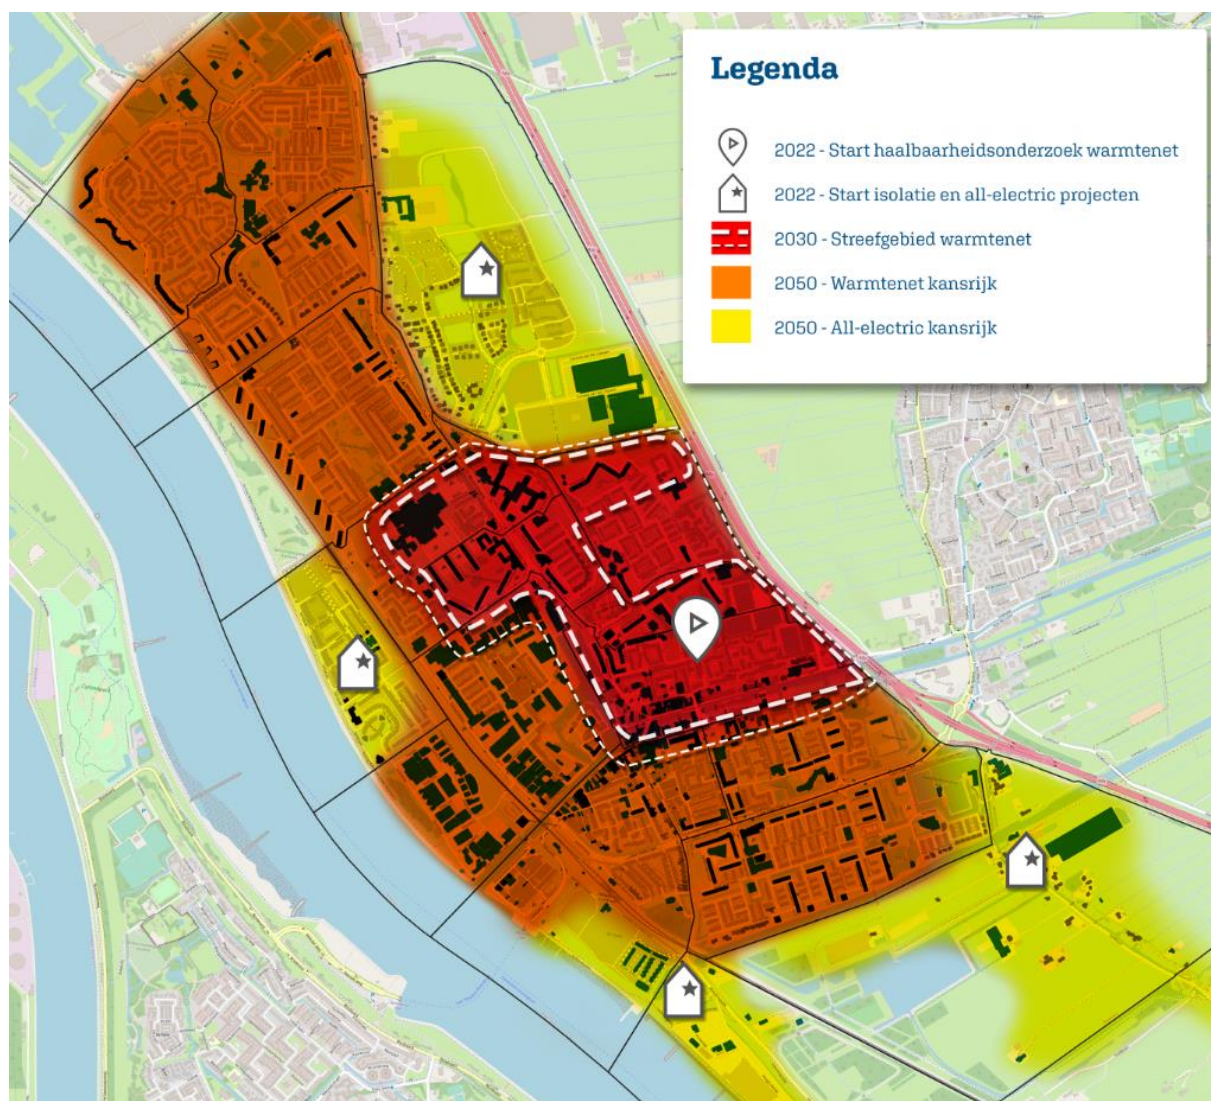 Legenda
2022 - Start haalbaarheidsonderzoek warmtenet
2022 - Start isolatie en all-electric projecten
2030 - Streefgebied warmtenet
2050 - Warmtenet kansrijk
2050 - All-electric kansrijk